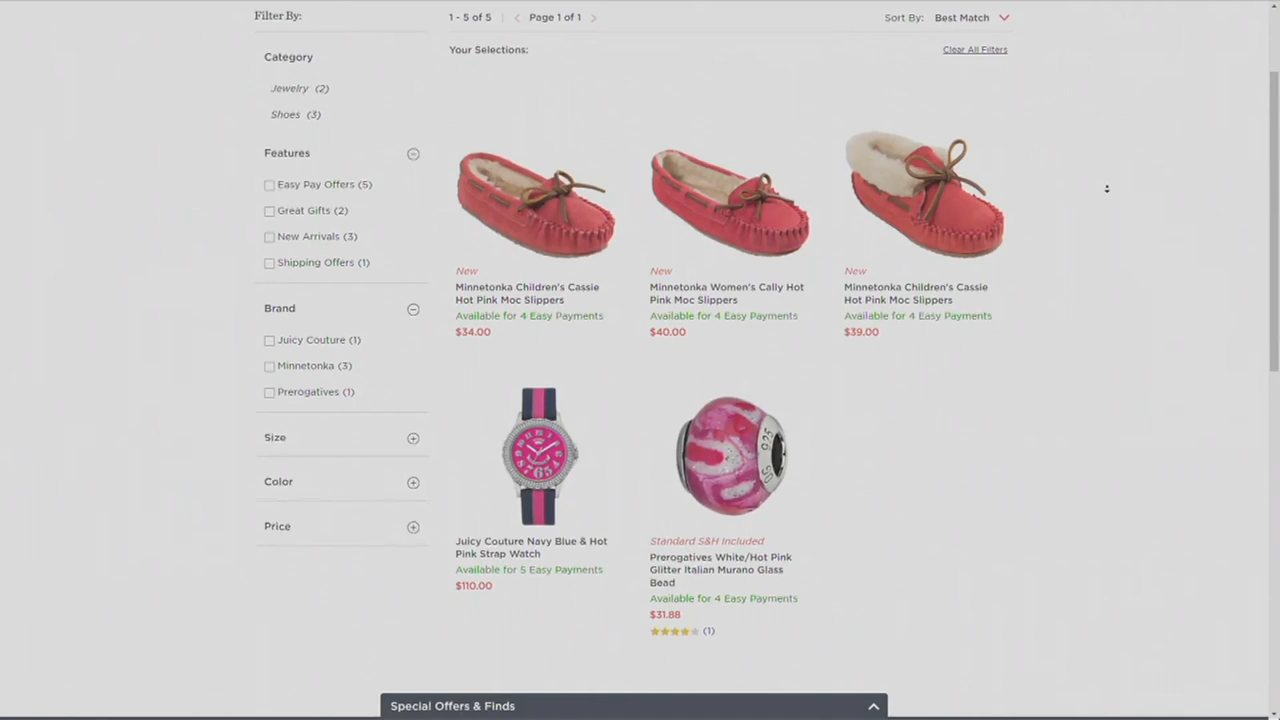 Filter By:
1 - 5 of 5
Page 1 of 1
Sort By: Best Match
Your Selections:
Clear All Filters
Category
Jewelry (2)
Shoes (3)
Features
Easy Pay Offers (5)
Great Gifts (2)
New Arrivals (3)
Shipping Offers (1)
Brand
Juicy Couture (1)
Minnetonka (3)
Prerogatives (1)
Size
Color
Price
New
Minnetonka Children's Cassie
Hot Pink Moc Slippers
Available for 4 Easy Payments
$34.00
New
Minnetonka Women's Cally Hot
Pink Moc Slippers
Available for 4 Easy Payments
$40.00
New
Minnetonka Children's Cassie
Hot Pink Moc Slippers
Available for 4 Easy Payments
$39.00
Juicy Couture Navy Blue & Hot
Pink Strap Watch
Available for 5 Easy Payments
$110.00
925
Standard S&H Included
Prerogatives White/Hot Pink
Glitter Italian Murano Glass
Bead
Available for 4 Easy Payments
$31.88
(1)
Special Offers & Finds